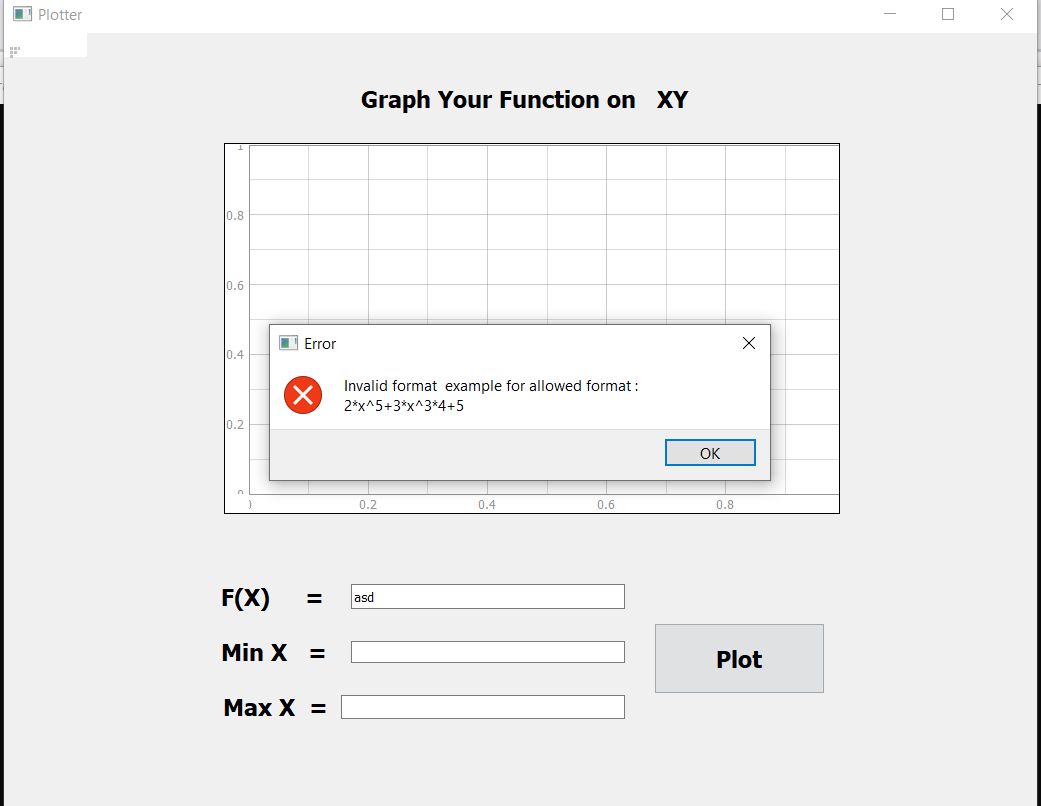 Plotter
Graph Your Function on XY
1
0.8
0.6
0.4
0.2
0
0.2
0.4
0.6
0.8
Error
Invalid format example for allowed format :
2*x^5+3*x^3*4+5
OK
F(X) = asd
Min X =
Max X =
Plot